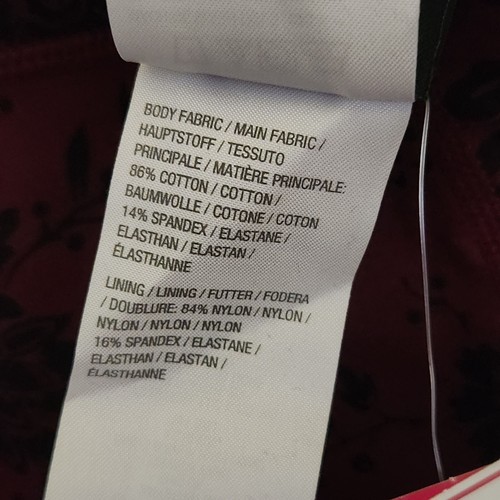 BODY FABRIC / MAIN FABRIC /
HAUPTSTOFF / TESSUTO
PRINCIPALE / MATIÈRE PRINCIPALE:
86% COTTON / COTTON /
BAUMWOLLE / COTONE / COTON
14% SPANDEX / ELASTANE /
ELASTHAN / ELASTAN /
ÉLASTHANNE
LINING / LINING / FUTTER / FODERA
/ DOUBLURE: 84% NYLON / NYLON /
NYLON / NYLON / NYLON
16% SPANDEX / ELASTANE /
ELASTHAN / ELASTAN /
ÉLASTHANNE